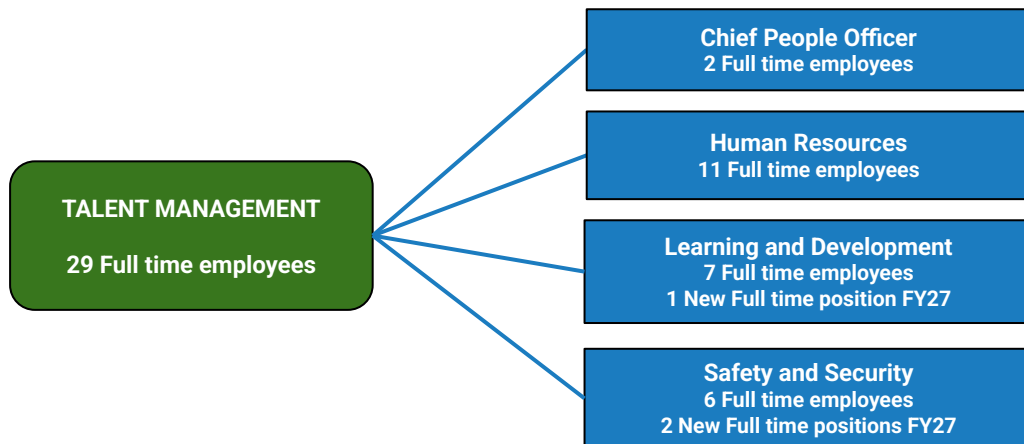 TALENT MANAGEMENT
29 Full time employees
Chief People Officer
2 Full time employees
Human Resources
11 Full time employees
Learning and Development
7 Full time employees
1 New Full time position FY27
Safety and Security
6 Full time employees
2 New Full time positions FY27